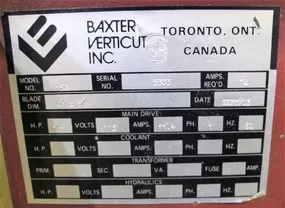 BAXTER
VERTICUT
INC.
TORONTO, ONT.
CANADA
MODEL NO. SERIAL NO. AMPS. REQ'D.
BLADE DIM. DATE
MAIN DRIVE
H.P. VOLTS AMPS. PH. HZ.
COOLANT
H.P. VOLTS AMPS. PH. HZ.
TRANSFORMER
PRIM. SEC. V.A. FUSE AMP.
HYDRAULICS
H.P. VOLTS AMPS. PH. HZ.